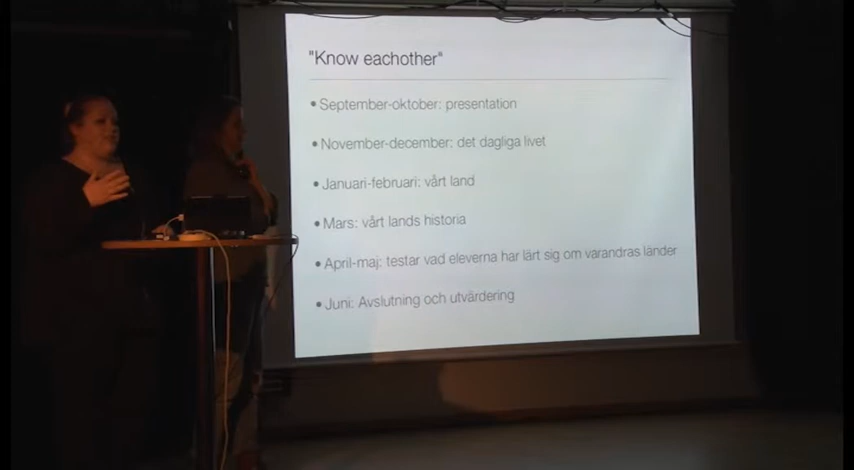 "Know eachother"
• September-oktober: presentation
• November-december: det dagliga livet
• Januari-februari: vårt land
• Mars: vårt lands historia
• April-maj: testar vad eleverna har lärt sig om varandras länder
• Juni: Avslutning och utvärdering